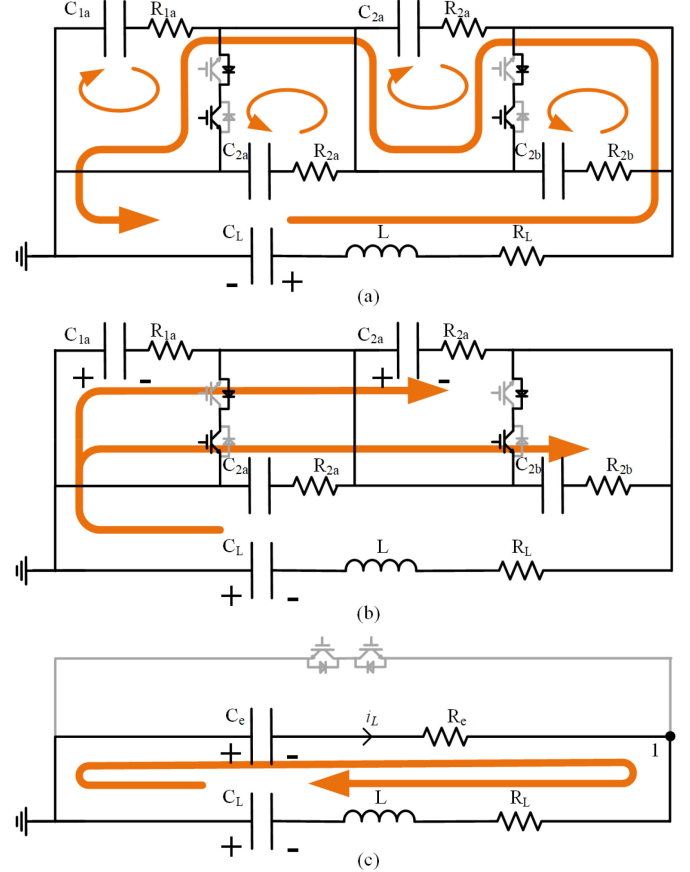 C1a R1a C2a R2a
C2a R2a C2b R2b
CL L RL
- +
(a)
C1a R1a C2a R2a
+ - + -
C2a R2a C2b R2b
CL L RL
+ -
(b)
Ce iL Re
+ - 1
CL L RL
+ -
(c)